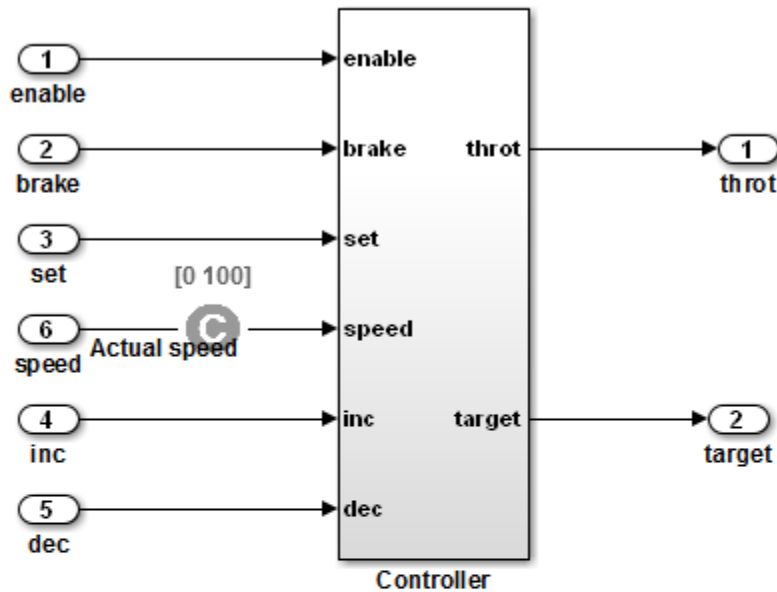 1
enable
enable
2
brake
brake
throt
1
throt
3
set
set
[0 100]
6
speed
Actual speed
C
speed
4
inc
inc
target
2
target
5
dec
dec
Controller